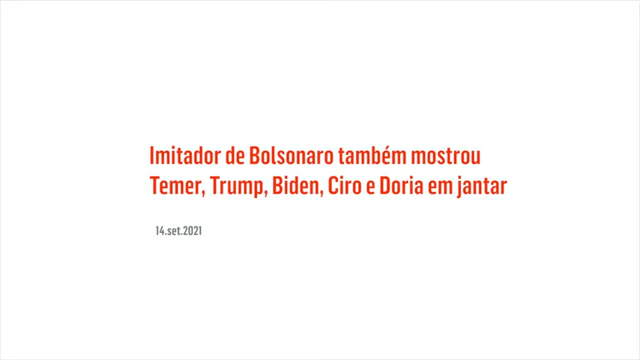 Imitador de Bolsonaro também mostrou
Temer, Trump, Biden, Ciro e Doria em jantar
14.set.2021